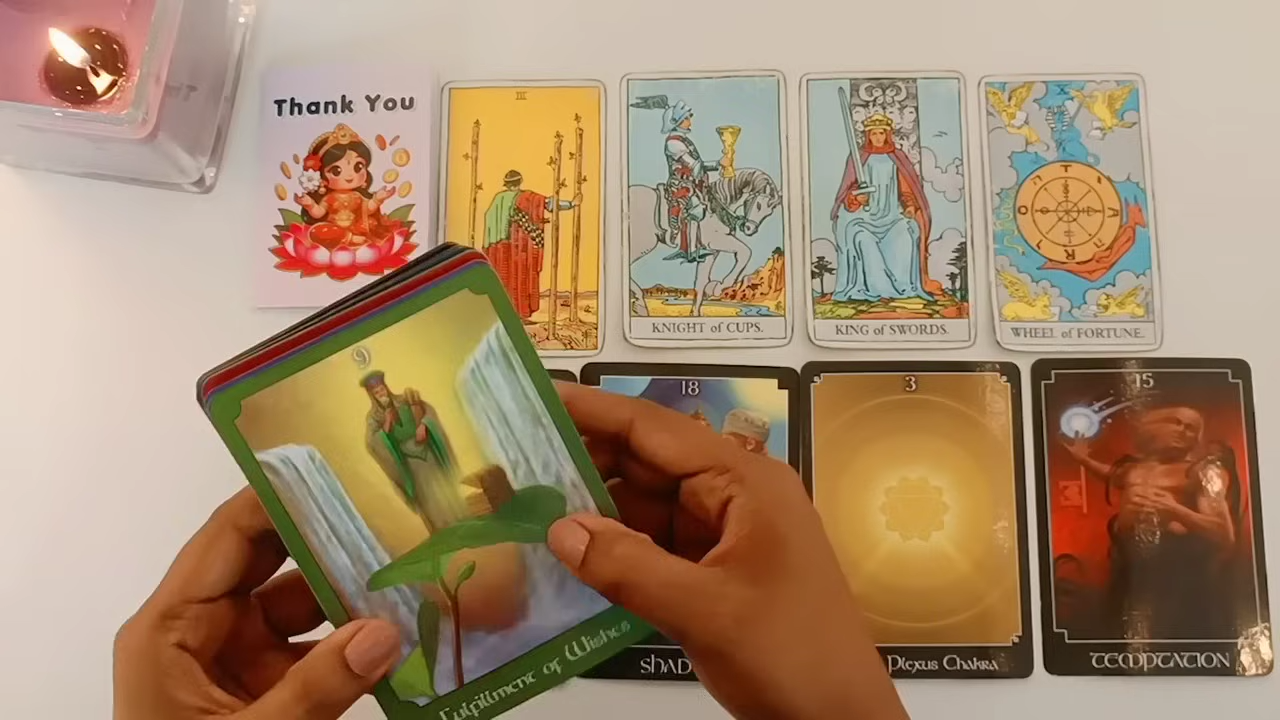 Thank You
III
X
KNIGHT of CUPS.
KING of SWORDS.
WHEEL of FORTUNE.
9
18
3
15
Fulfillment of Wishes
SHAD
Plexus Chakra
TEMPTATION